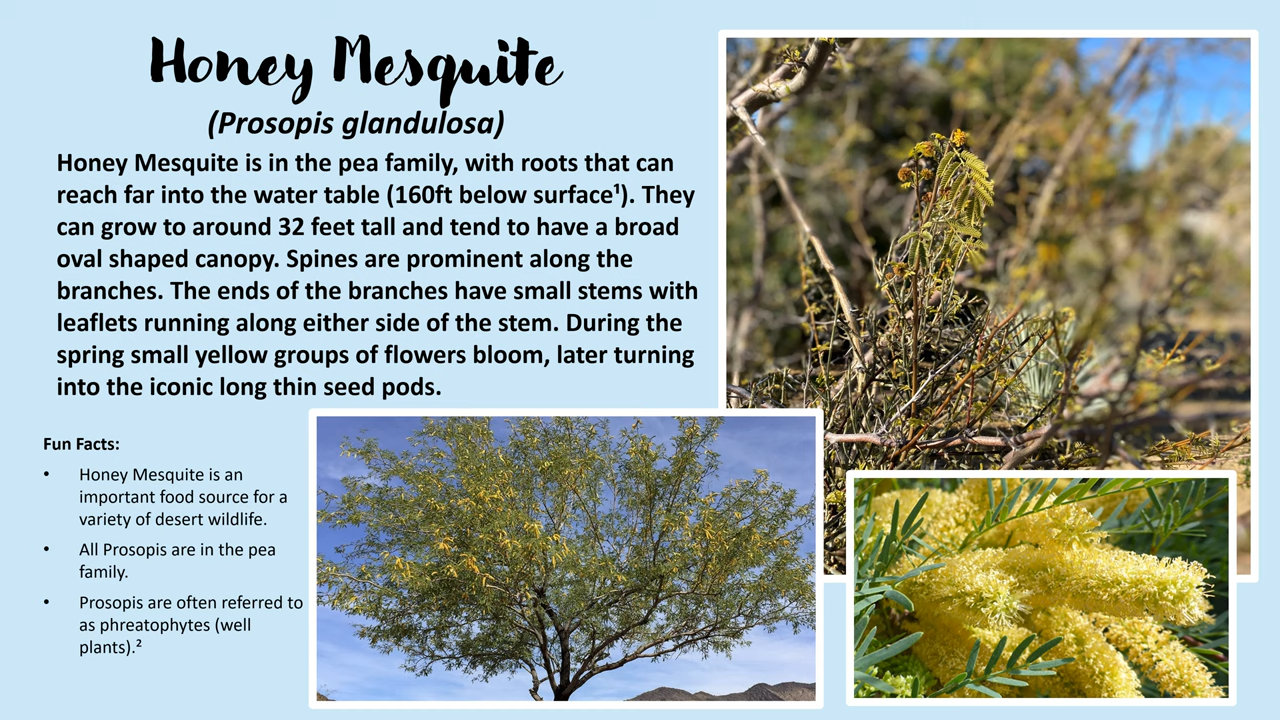 Honey Mesquite
(Prosopis glandulosa)
Honey Mesquite is in the pea family, with roots that can
reach far into the water table (160ft below surface¹). They
can grow to around 32 feet tall and tend to have a broad
oval shaped canopy. Spines are prominent along the
branches. The ends of the branches have small stems with
leaflets running along either side of the stem. During the
spring small yellow groups of flowers bloom, later turning
into the iconic long thin seed pods.
Fun Facts:
• Honey Mesquite is an
important food source for a
variety of desert wildlife.
• All Prosopis are in the pea
family.
• Prosopis are often referred to
as phreatophytes (well
plants).²